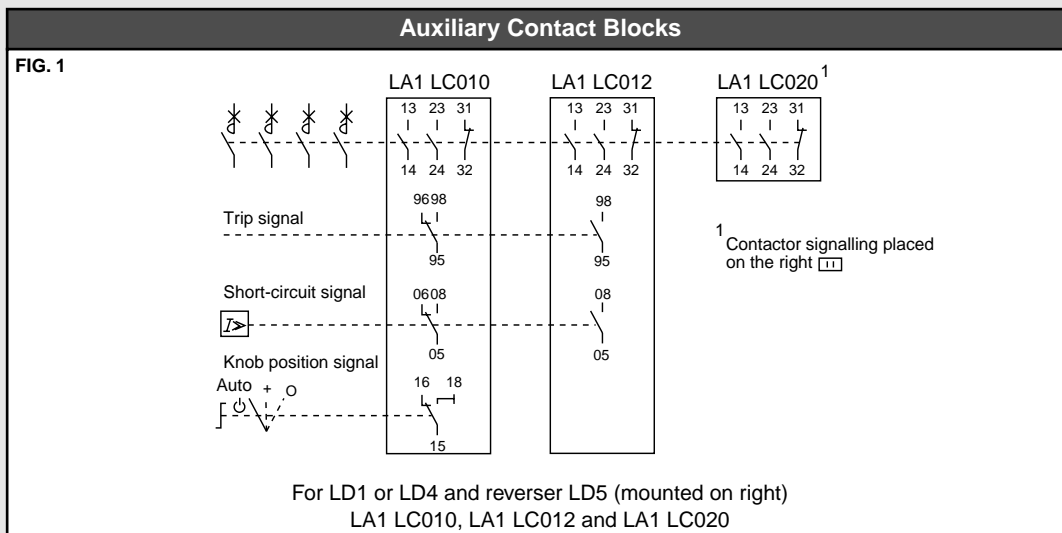 Auxiliary Contact Blocks
FIG. 1
LA1 LC010 LA1 LC012 LA1 LC020 1
13 23 31 13 23 31 13 23 31
14 24 32 14 24 32 14 24 32
96 98 98
Trip signal
95 95
1 Contactor signalling placed
on the right
Short-circuit signal
06 08 08
I>
05 05
Knob position signal
Auto + O
16 18
15
For LD1 or LD4 and reverser LD5 (mounted on right)
LA1 LC010, LA1 LC012 and LA1 LC020